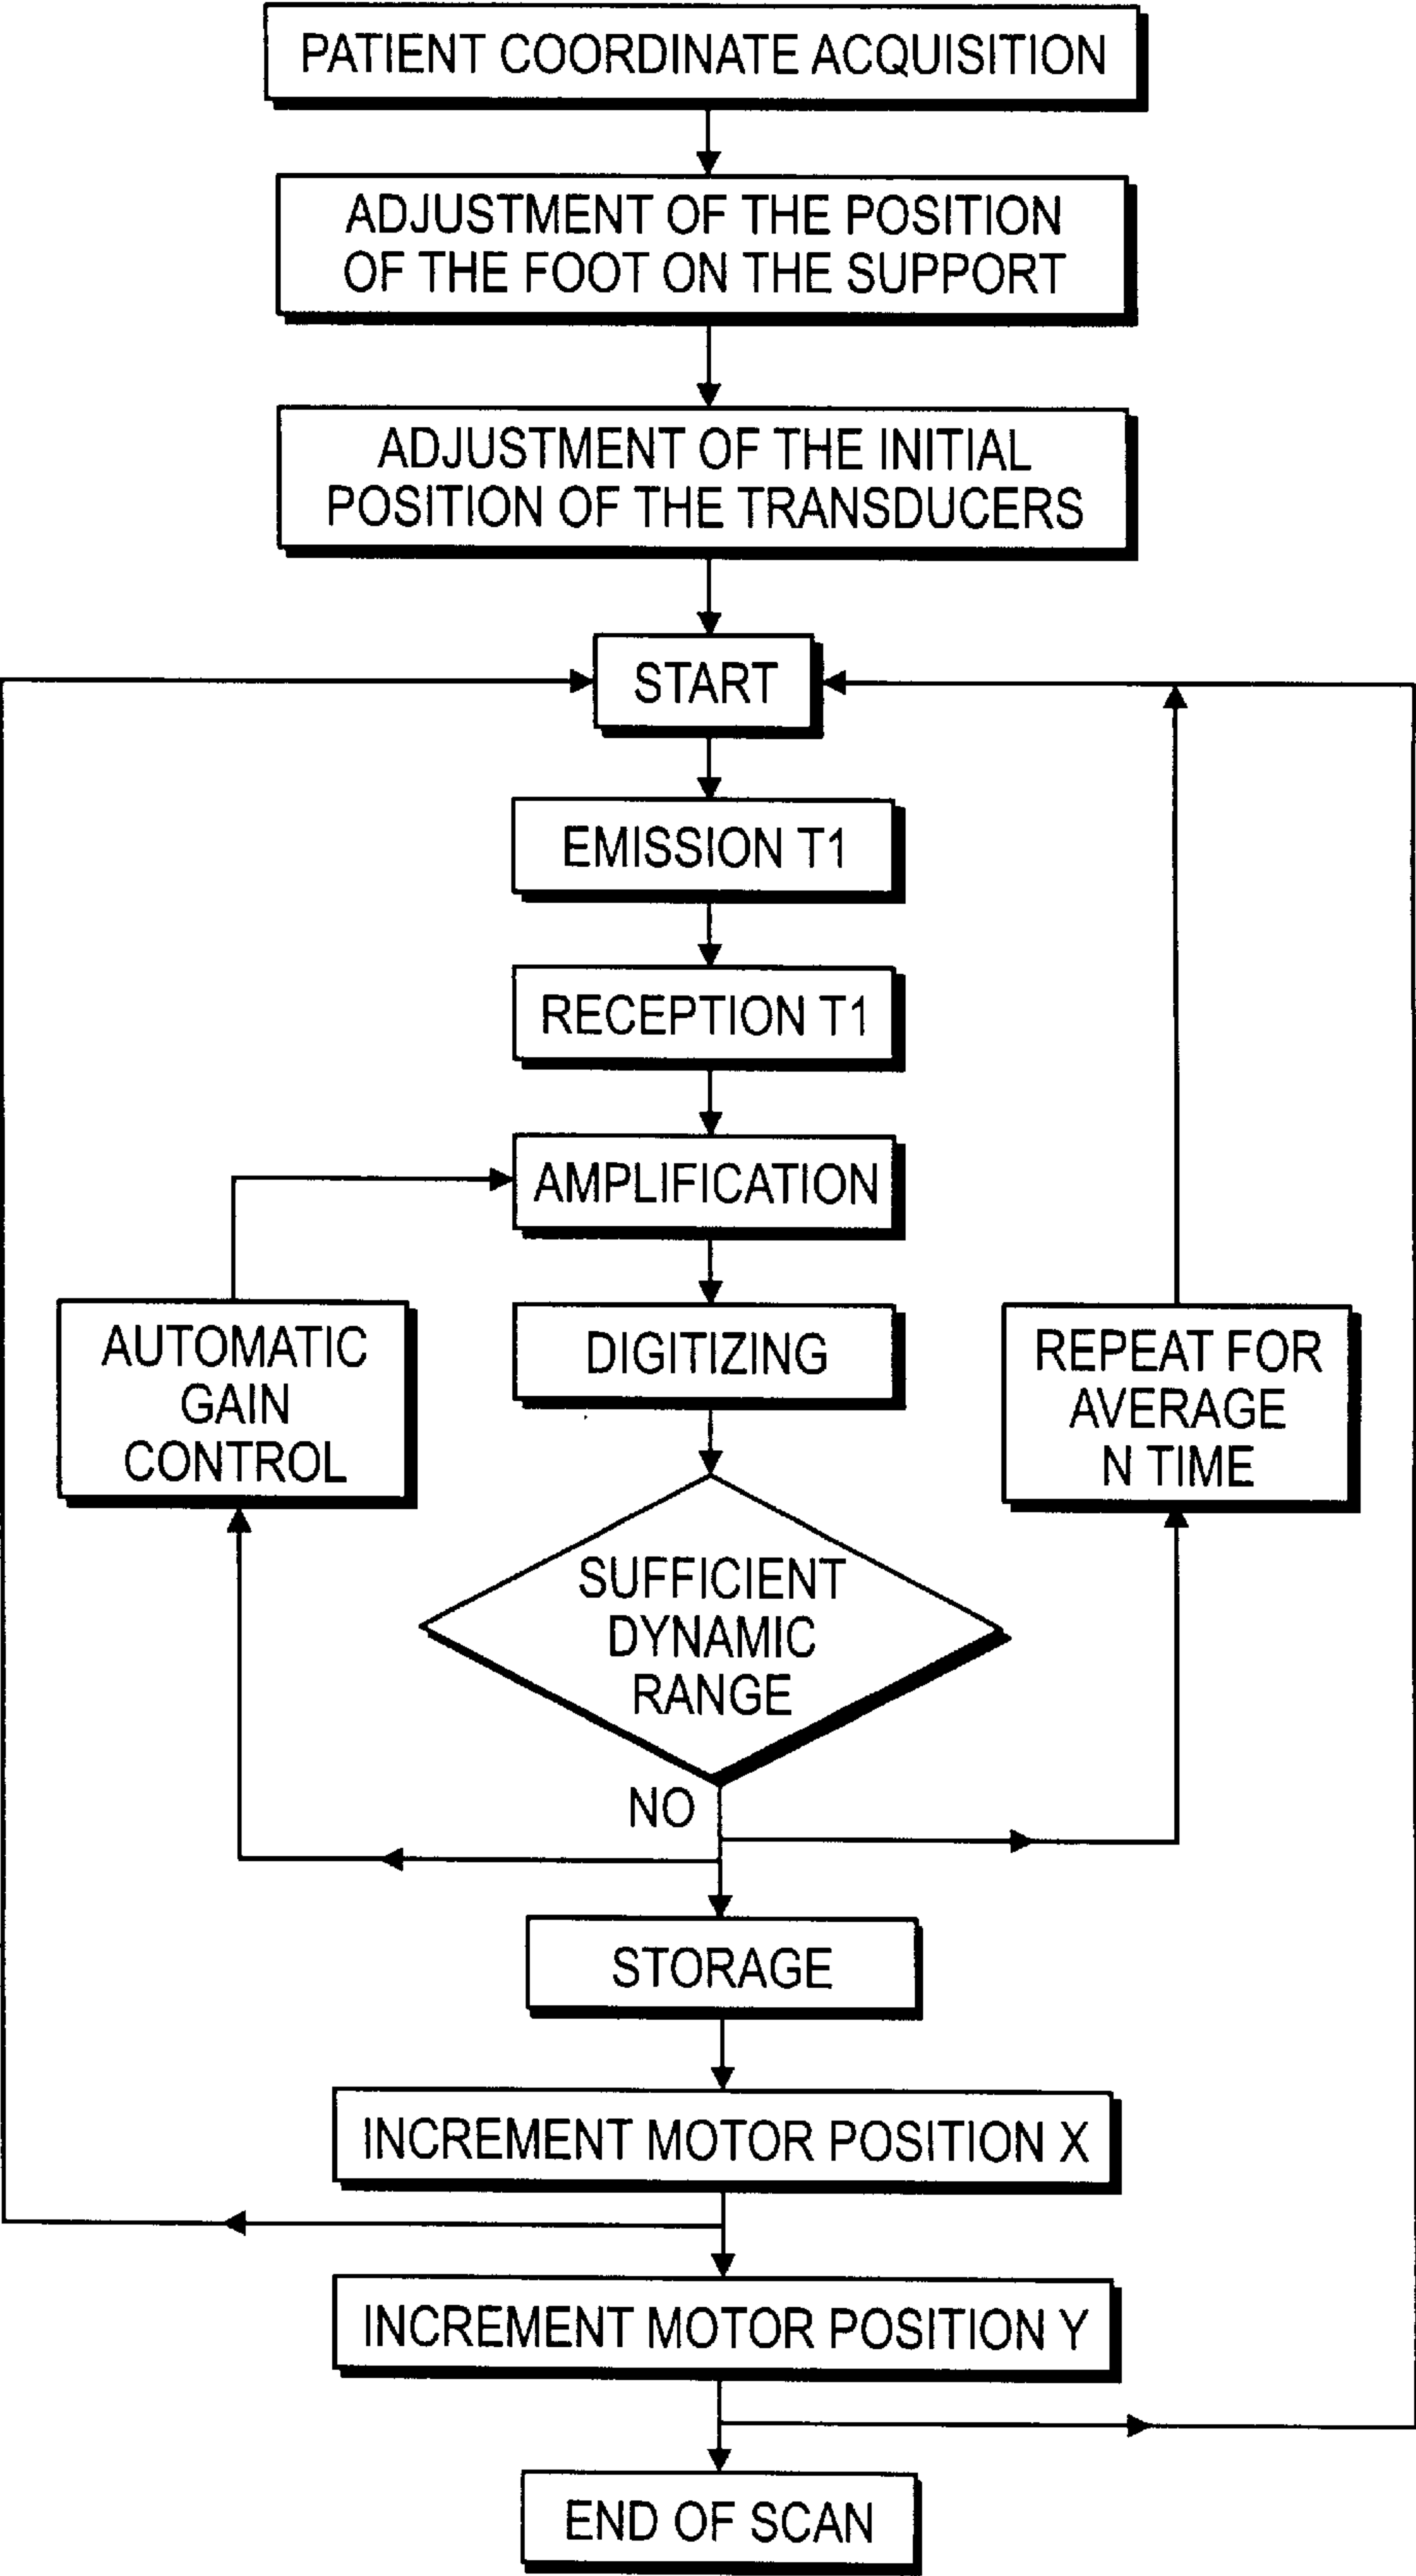 PATIENT COORDINATE ACQUISITION
ADJUSTMENT OF THE POSITION
OF THE FOOT ON THE SUPPORT
ADJUSTMENT OF THE INITIAL
POSITION OF THE TRANSDUCERS
START
EMISSION T1
RECEPTION T1
AMPLIFICATION
AUTOMATIC
GAIN
CONTROL
DIGITIZING
REPEAT FOR
AVERAGE
N TIME
SUFFICIENT
DYNAMIC
RANGE
NO
STORAGE
INCREMENT MOTOR POSITION X
INCREMENT MOTOR POSITION Y
END OF SCAN